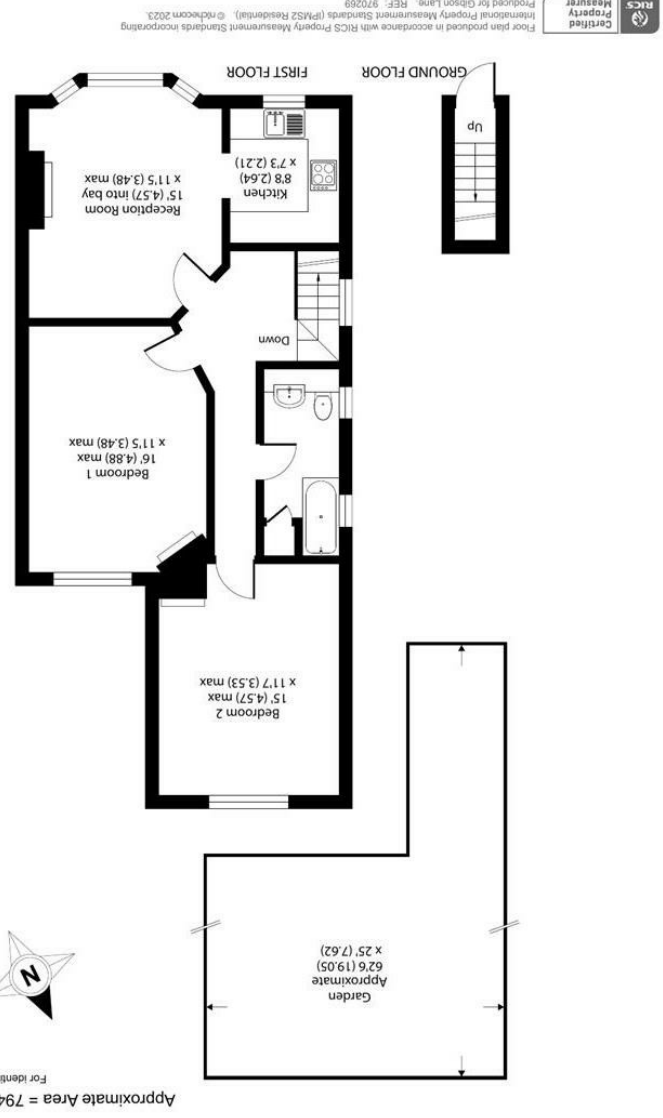 Approximate Area = 794
For identi
N
Garden
Approximate
62'6 (19.05)
x 25' (7.62)
Bedroom 2
15' (4.57) max
x 11'7 (3.53) max
Bedroom 1
16' (4.88) max
x 11'5 (3.48) max
Down
Kitchen
8'8 (2.64)
x 7'3 (2.21)
Reception Room
15' (4.57) into bay
x 11'5 (3.48) max
Up
GROUND FLOOR
FIRST FLOOR
Certified
Property
Measurer
RICS
Floor plan produced in accordance with RICS Property Measurement Standards incorporating
International Property Measurement Standards (IPMS2 Residential). © nichecom 2023.
Produced for Gibson Lane. REF: 970269